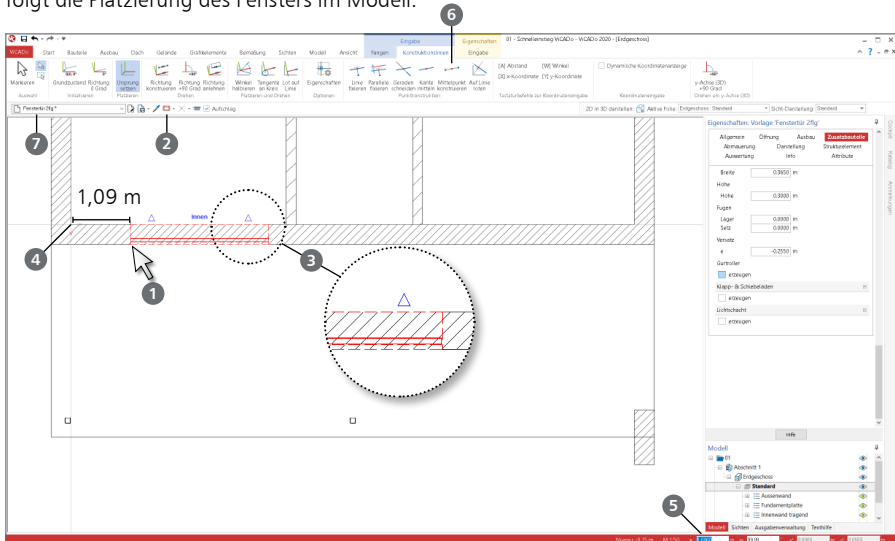 folgt die Platzierung des Fensters im Modell.
6
Eingabe Eigenschaften 01 - Schnelleinstieg ViCADo - ViCADo 2020 - [Erdgeschoss]
ViCADo Start Bauteile Ausbau Dach Gelände Grafikelemente Bemaßung Sichten Modell Ansicht Fangen Konstruktionslinien Eingabe
Markieren Grundzustand Richtung 0 Grad Ursprung setzen Richtung konstruieren Richtung +90 Grad Richtung anlehnen Winkel halbieren Tangente an Kreis Lot auf Linie Eigenschaften Linie fixieren Parallele fixieren Geraden schneiden Kante mitteln Mittelpunkt konstruieren Auf Linie loten
[A] Abstand [W] Winkel
[X] x-Koordinate [Y] y-Koordinate
Dynamische Koordinatenanzeige
y-Achse (3D) +90 Grad
Auswahl Initialisieren Platzieren Drehen Platzieren und Drehen Optionen Punktkonstruktion Tastaturbefehle zur Koordinateneingabe Koordinateneingabe Drehen um y-Achse (3D)
Fenstertür 2flg* Aufschlag 2D in 3D darstellen: Aktive Folie: Erdgeschoss: Standard Sicht-Darstellung: Standard
7
2
Eigenschaften: Vorlage 'Fenstertür 2flg'
Allgemein Öffnung Ausbau Zusatzbauteile
Abmauerung Darstellung Strukturelement
Auswertung Info Attribute
Cockpit
Katalog
Anmerkungen
Breite 0.3650 m
Höhe
Höhe 0.3000 m
Fugen
Lager 0.0000 m
Setz 0.0000 m
Versatz
e -0.2550 m
Gurtroller
erzeugen
Klapp- & Schiebeläden
erzeugen
Lichtschacht
erzeugen
1,09 m
Innen
4
3
1
Hilfe
Modell
01
Abschnitt 1
Erdgeschoss
Standard
Aussenwand
Fundamentplatte
Innenwand tragend
5
Modell Sichten Ausgabenverwaltung Texthilfe